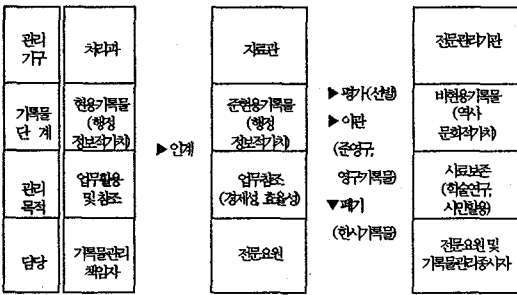 관리
기구
처리과
자료관
전문관리기관
기록물
단 계
현용기록물
(행정
정보적가치)
▶인계
준현용기록물
(행정
정보적가치)
▶평가(선별)
▶이관
(준영구,
영구기록물)
▼폐기
(한시기록물)
비현용기록물
(역사
문화적가치)
관리
목적
업무활용
및 참조
업무참조
(경제성, 효율성)
사료보존
(학술연구,
시민활용)
담당
기록물관리
책임자
전문요원
전문요원 및
기록물관리종사자